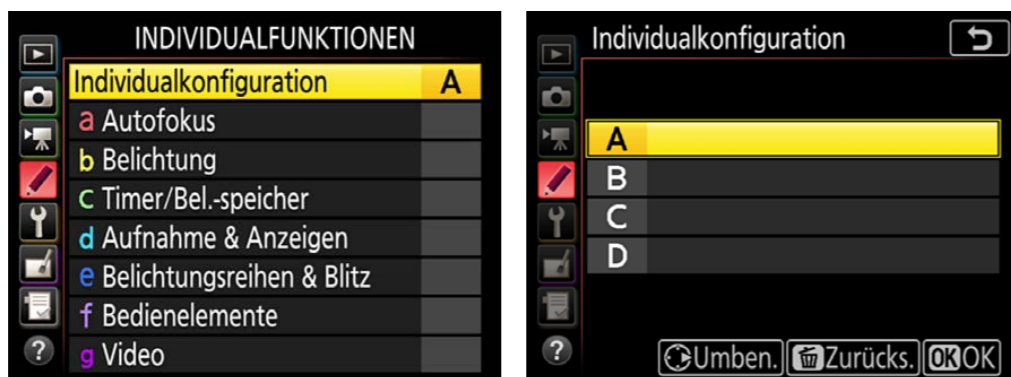 INDIVIDUALFUNKTIONEN
Individualkonfiguration A
a Autofokus
b Belichtung
c Timer/Bel.-speicher
d Aufnahme & Anzeigen
e Belichtungsreihen & Blitz
f Bedienelemente
g Video
?
Individualkonfiguration
A
B
C
D
?
Umben. Zurücks. OK OK